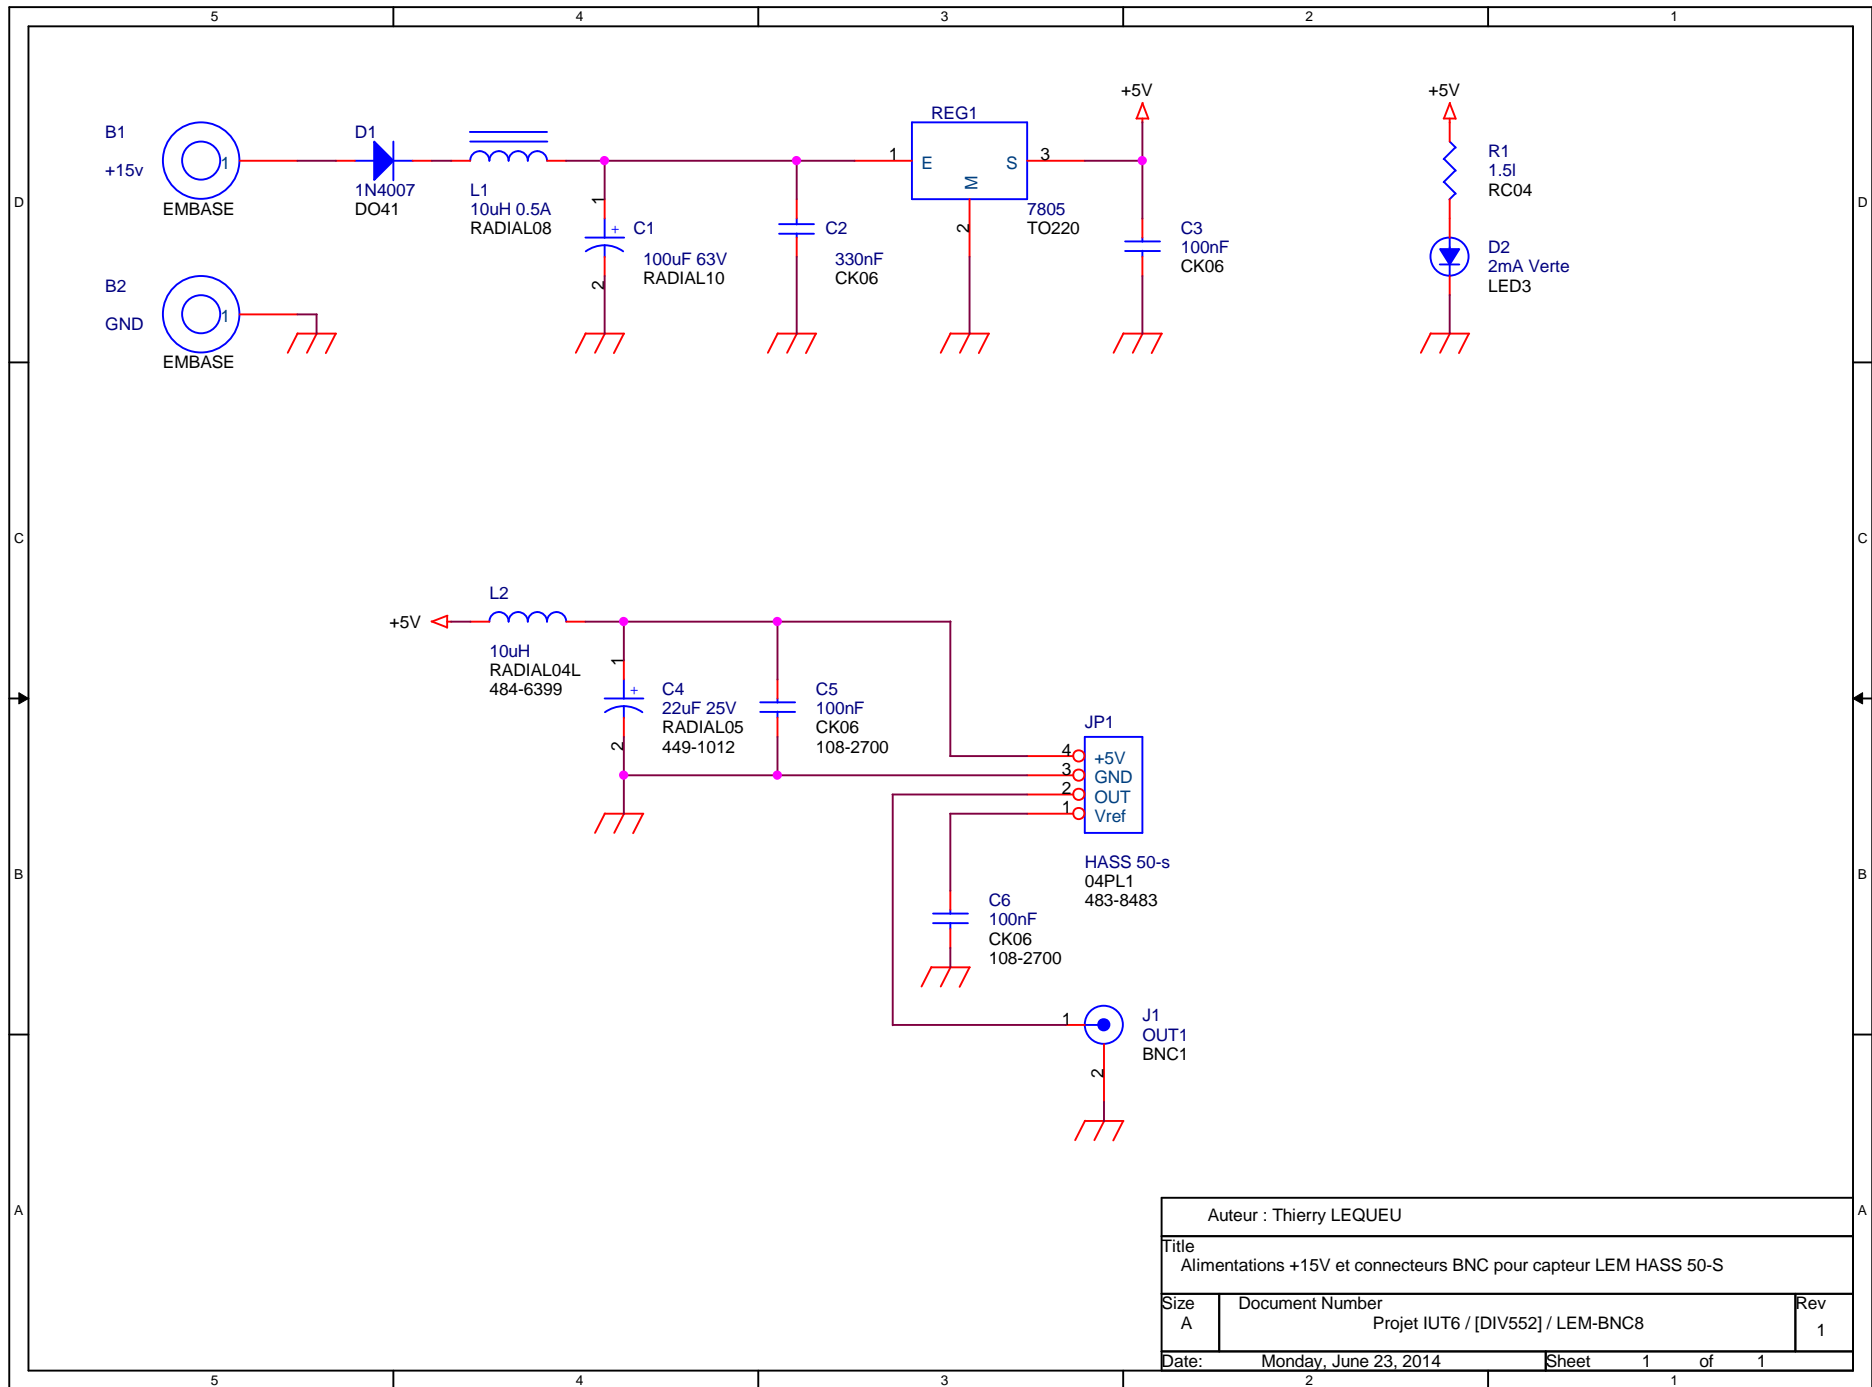 5 4 3 2 1
D
C
B
A
D
C
B
A
B1
+15v
1
EMBASE
D1
1N4007
DO41
L1
10uH 0.5A
RADIAL08
1
+
C1
100uF 63V
RADIAL10
2
C2
330nF
CK06
REG1
1
E
S
M
3
2
7805
TO220
+5V
C3
100nF
CK06
+5V
R1
1.5l
RC04
D2
2mA Verte
LED3
B2
GND
1
EMBASE
L2
+5V
10uH
RADIAL04L
484-6399
1
+
2
C4
22uF 25V
RADIAL05
449-1012
C5
100nF
CK06
108-2700
JP1
4 +5V
3 GND
2 OUT
1 Vref
HASS 50-s
04PL1
483-8483
C6
100nF
CK06
108-2700
1
2
J1
OUT1
BNC1
Auteur : Thierry LEQUEU
Title
Alimentations +15V et connecteurs BNC pour capteur LEM HASS 50-S
Size
A
Document Number
Projet IUT6 / [DIV552] / LEM-BNC8
Rev
1
Date: Monday, June 23, 2014 Sheet 1 of 1
5 4 3 2 1